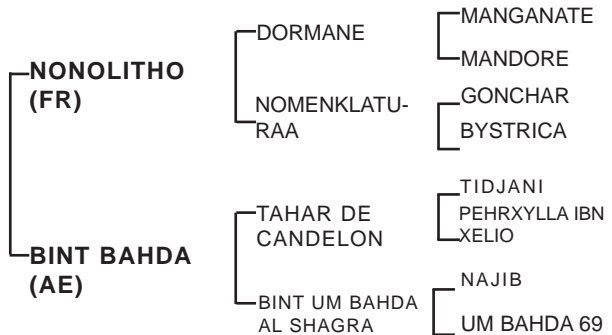 MANGANATE
DORMANE
MANDORE
NONOLITHO
(FR)
GONCHAR
NOMENKLATU-
RAA
BYSTRICA
TIDJANI
TAHAR DE
CANDELON
PEHRXYLLA IBN
XELIO
BINT BAHDA
(AE)
NAJIB
BINT UM BAHDA
AL SHAGRA
UM BAHDA 69